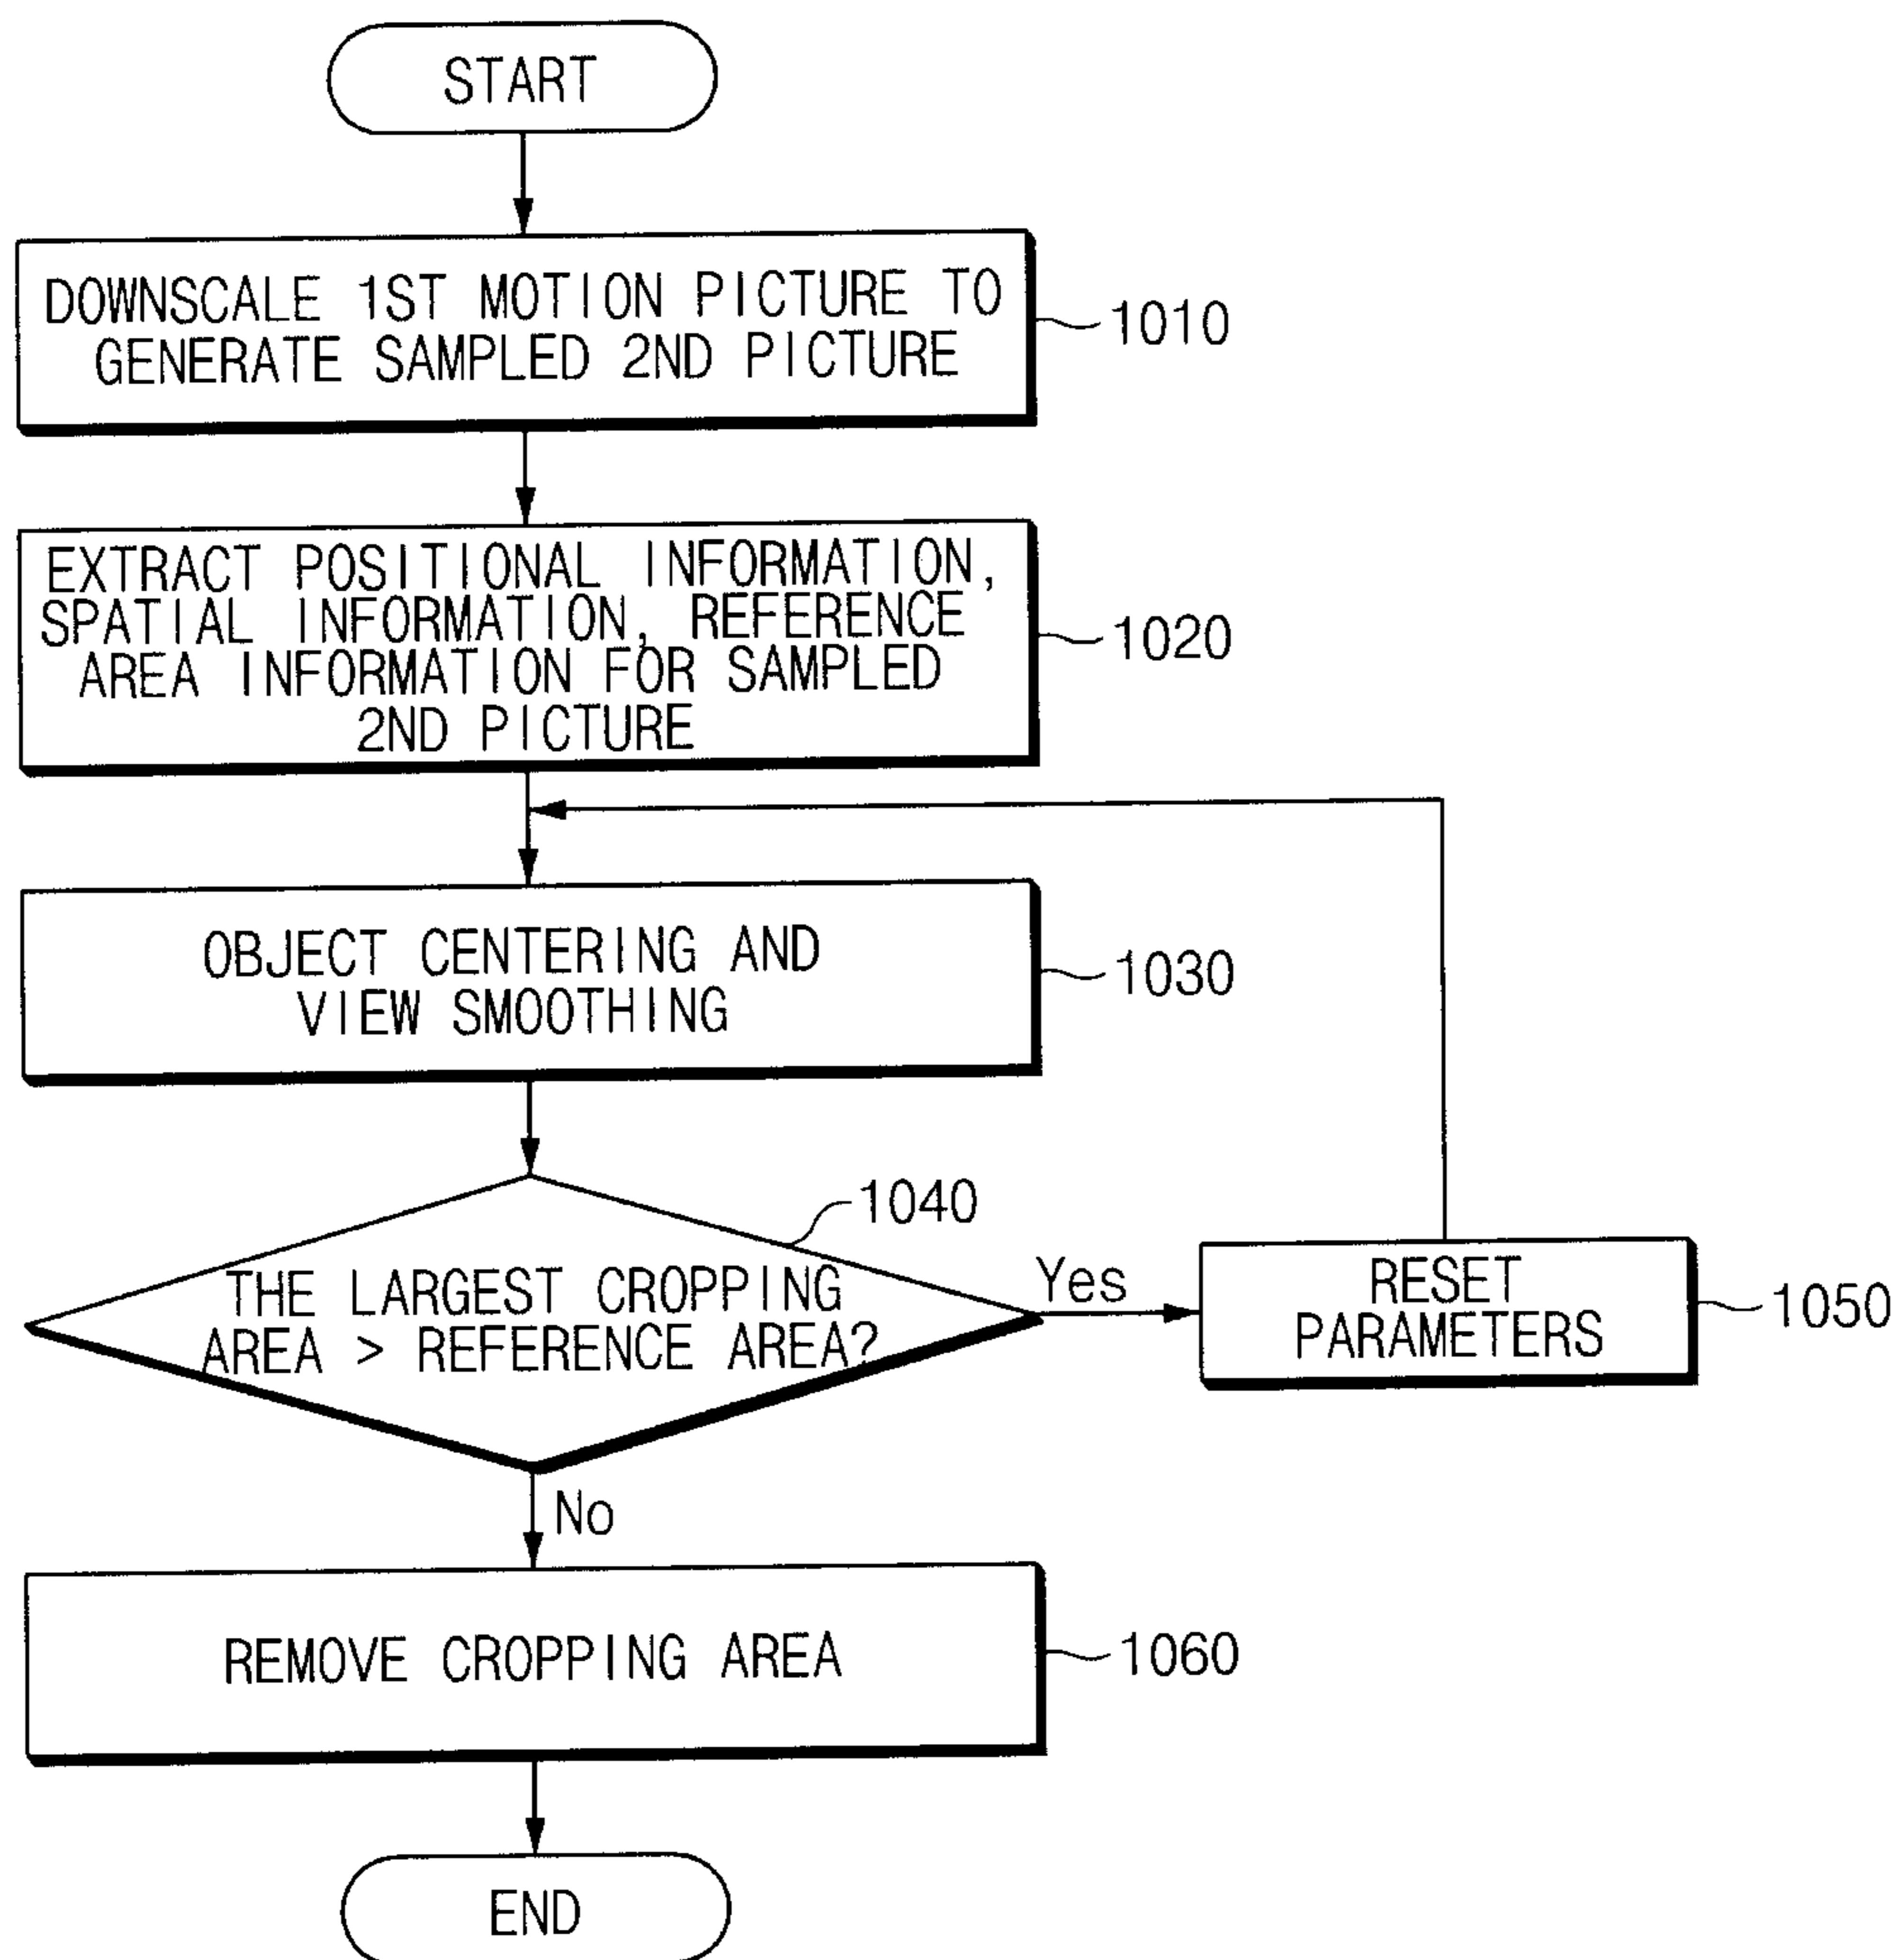 START
DOWNSCALE 1ST MOTION PICTURE TO
GENERATE SAMPLED 2ND PICTURE
1010
EXTRACT POSITIONAL INFORMATION,
SPATIAL INFORMATION, REFERENCE
AREA INFORMATION FOR SAMPLED
2ND PICTURE
1020
OBJECT CENTERING AND
VIEW SMOOTHING
1030
1040
THE LARGEST CROPPING
AREA > REFERENCE AREA?
Yes
RESET
PARAMETERS
1050
No
REMOVE CROPPING AREA
1060
END